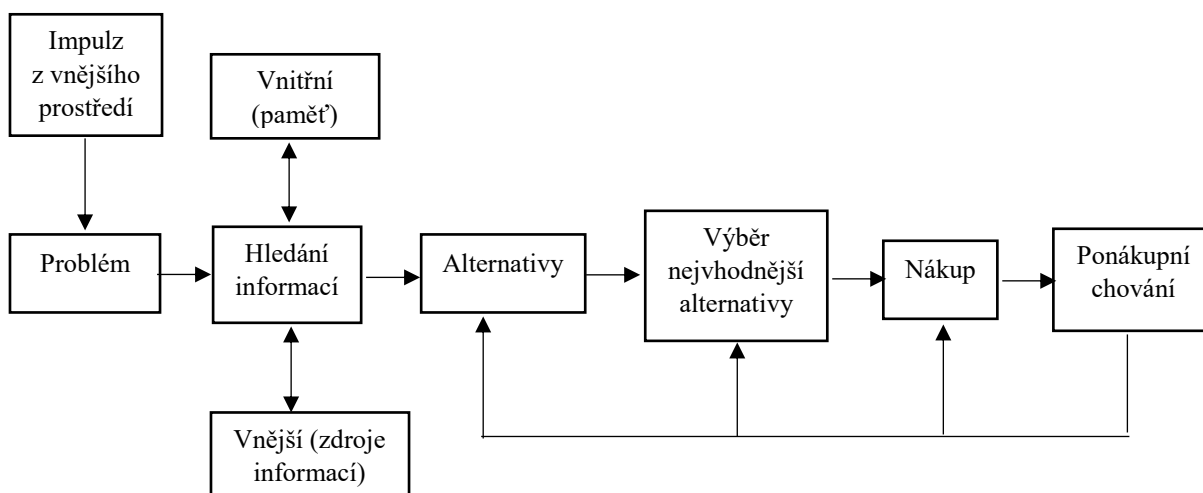 Impulz
z vnějšího
prostředí
Vnitřní
(paměť)
Problém
Hledání
informací
Alternativy
Výběr
nejvhodnější
alternativy
Nákup
Ponákupní
chování
Vnější (zdroje
informací)